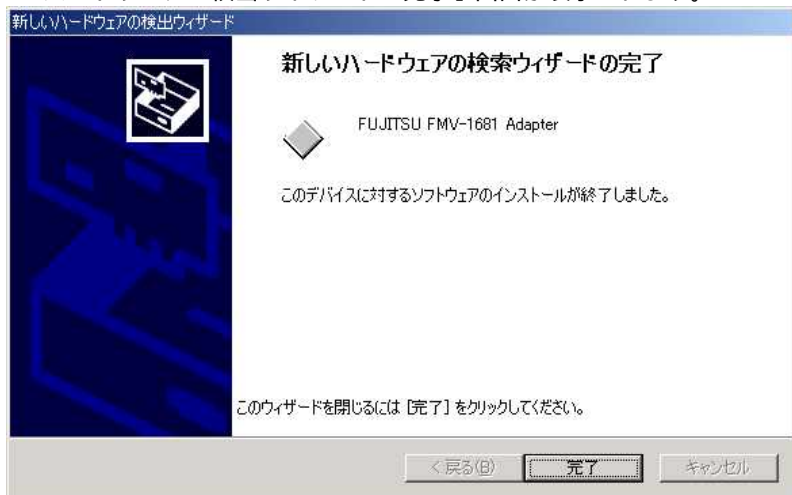 新しいハードウェアの検出ウィザード
新しいハードウェアの検索ウィザードの完了
FUJITSU FMV-1681 Adapter
このデバイスに対するソフトウェアのインストールが終了しました。
このウィザードを閉じるには [完了] をクリックしてください。
< 戻る(B)
完了
キャンセル